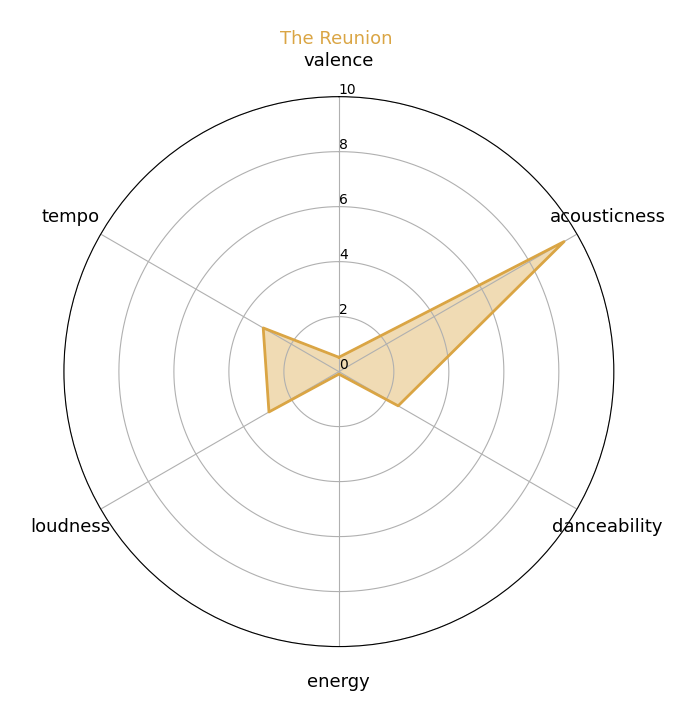 The Reunion
valence
10
8
6
4
2
0
tempo
acousticness
loudness
danceability
energy